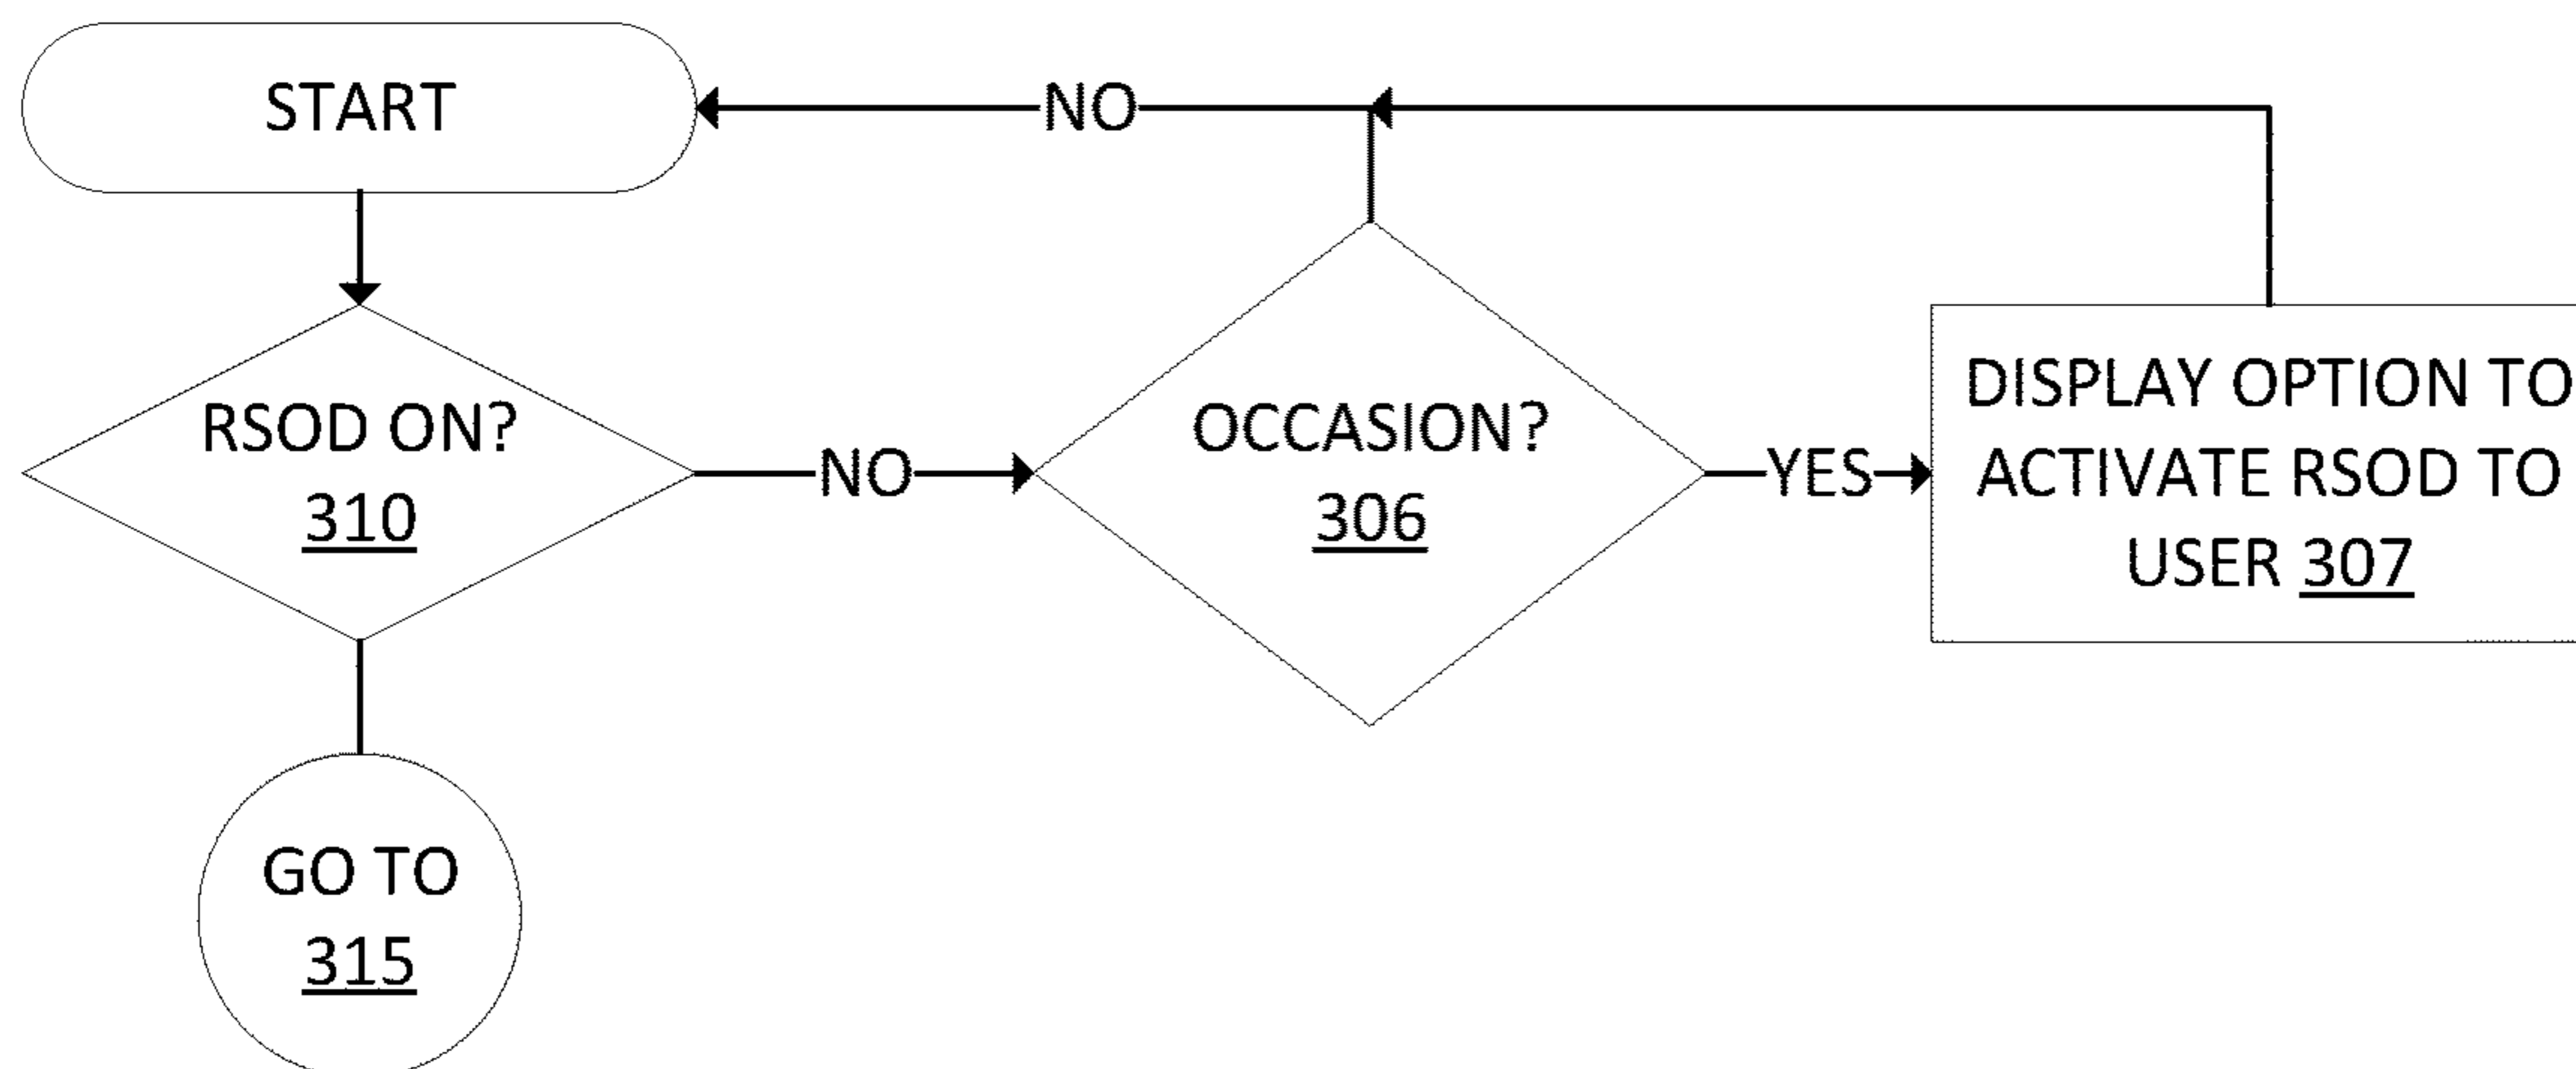 START
NO
RSOD ON?
310
NO
OCCASION?
306
YES
DISPLAY OPTION TO
ACTIVATE RSOD TO
USER 307
GO TO
315